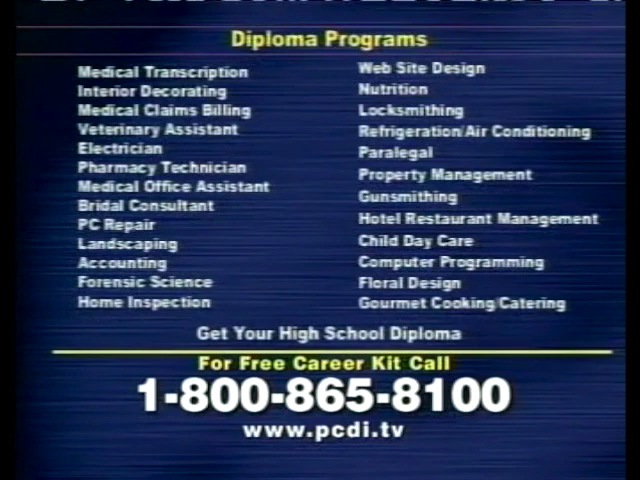 Diploma Programs
Medical Transcription
Interior Decorating
Medical Claims Billing
Veterinary Assistant
Electrician
Pharmacy Technician
Medical Office Assistant
Bridal Consultant
PC Repair
Landscaping
Accounting
Forensic Science
Home Inspection
Web Site Design
Nutrition
Locksmithing
Refrigeration/Air Conditioning
Paralegal
Property Management
Gunsmithing
Hotel Restaurant Management
Child Day Care
Computer Programming
Floral Design
Gourmet Cooking/Catering
Get Your High School Diploma
For Free Career Kit Call
1-800-865-8100
www.pcdi.tv